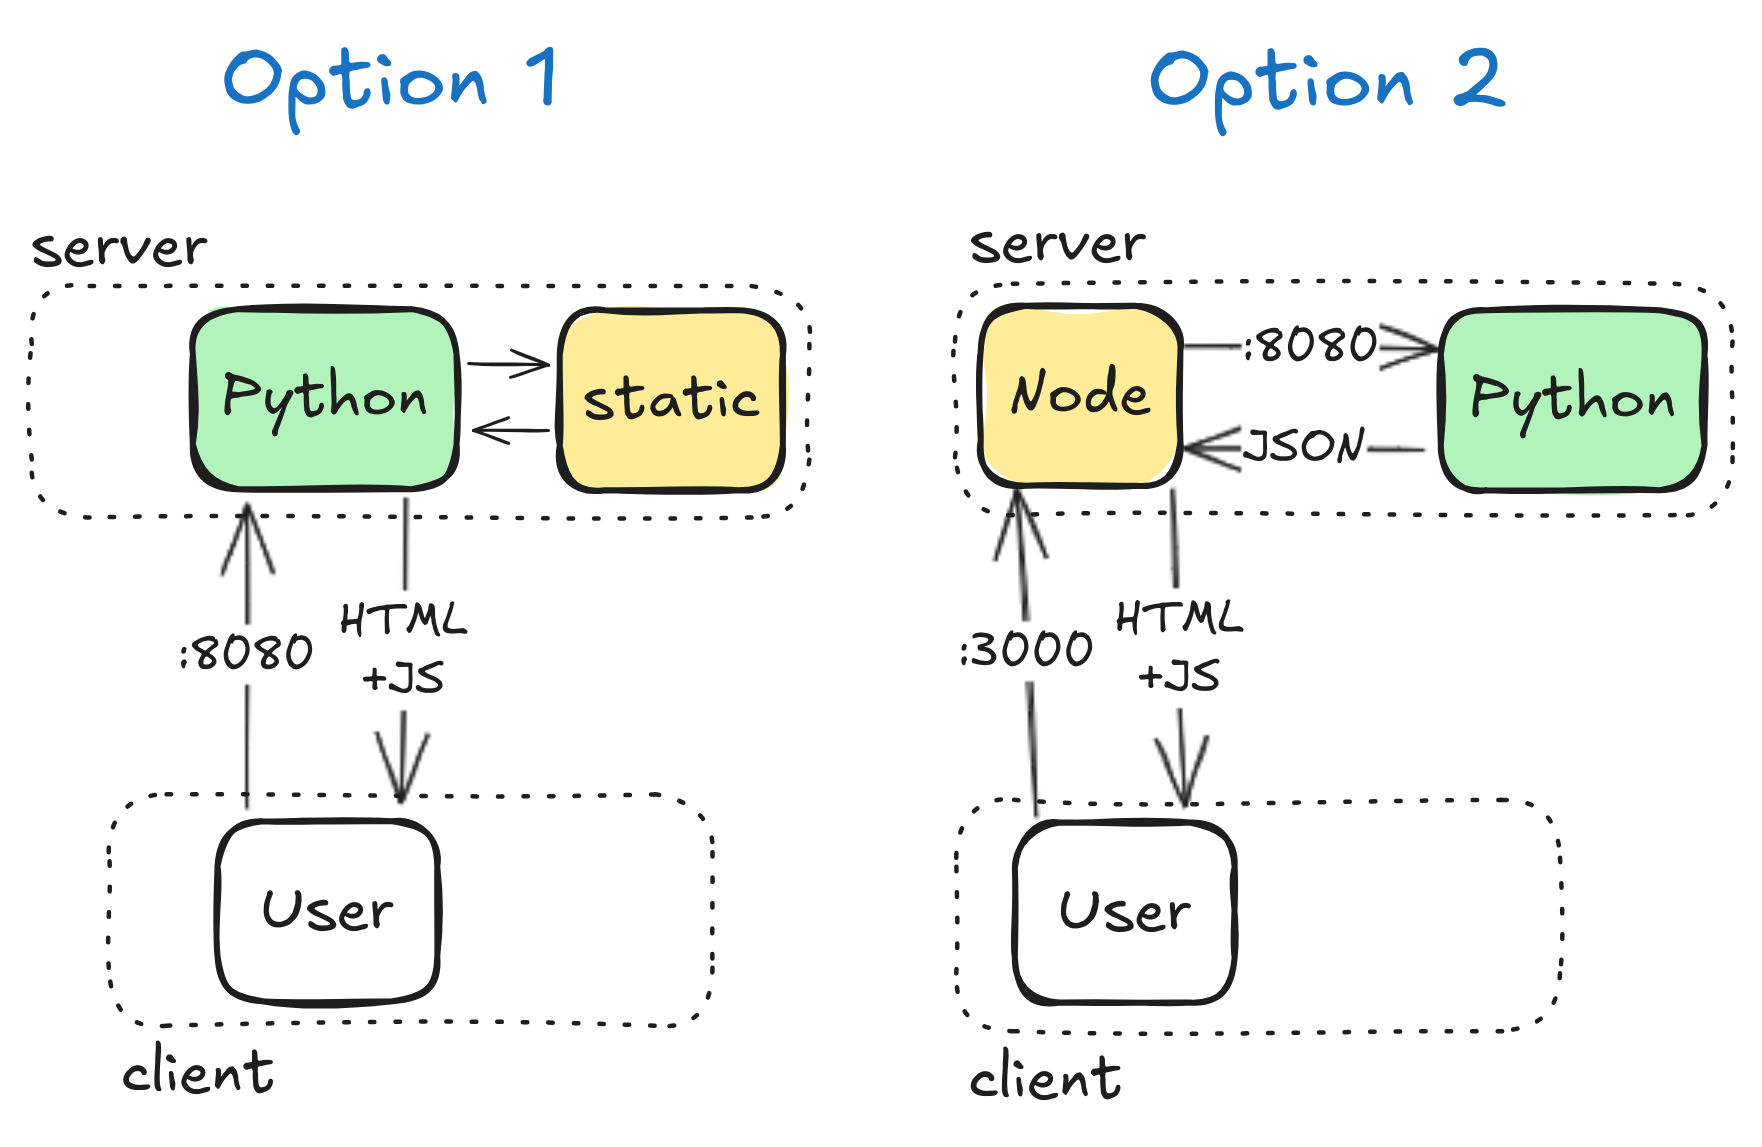 Option 1
server
Python
static
:8080
HTML
+JS
User
client
Option 2
server
Node
:8080
JSON
Python
:3000
HTML
+JS
User
client